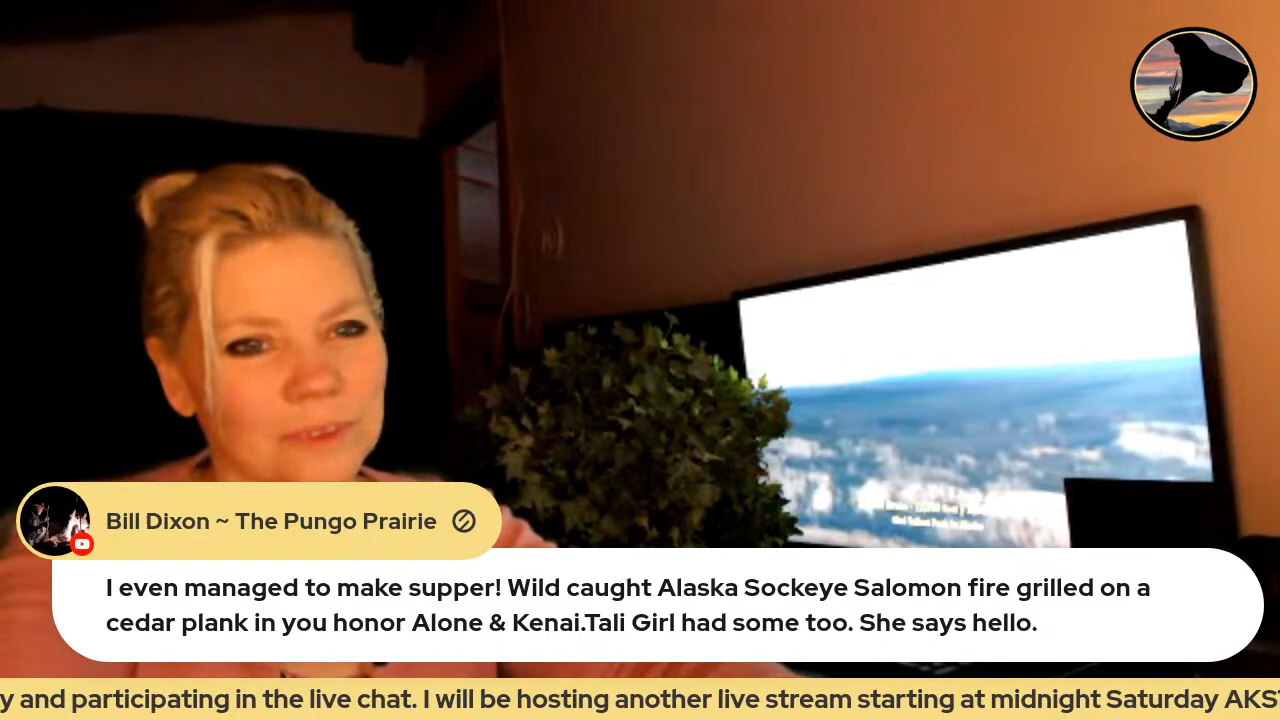 Bill Dixon ~ The Pungo Prairie
I even managed to make supper! Wild caught Alaska Sockeye Salomon fire grilled on a
cedar plank in you honor Alone & Kenai.Tali Girl had some too. She says hello.
y and participating in the live chat. I will be hosting another live stream starting at midnight Saturday AKS